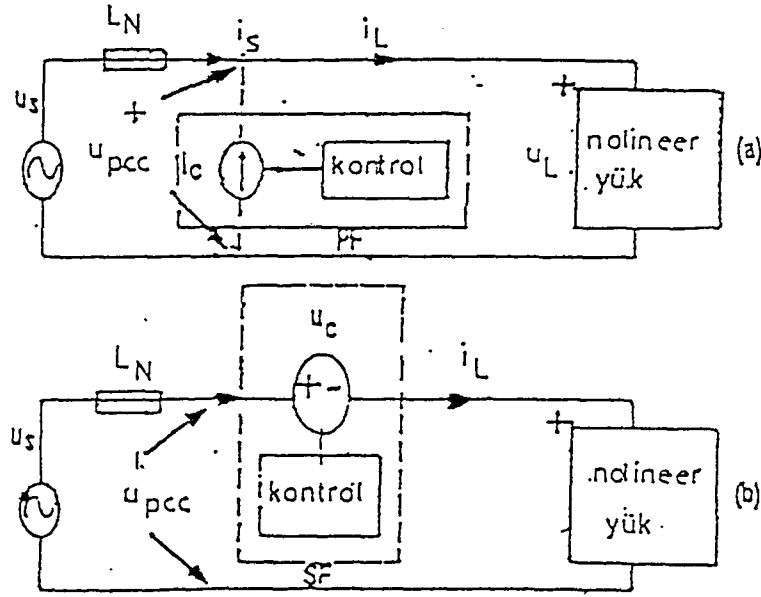 L_N
i_s
i_L
u_s
+
+
u_pcc
i_c
kontrol
u_L
nolineer
yük
(a)
PF
u_c
L_N
i_L
u_s
+ -
+
u_pcc
kontról
nolineer
yük
(b)
SF